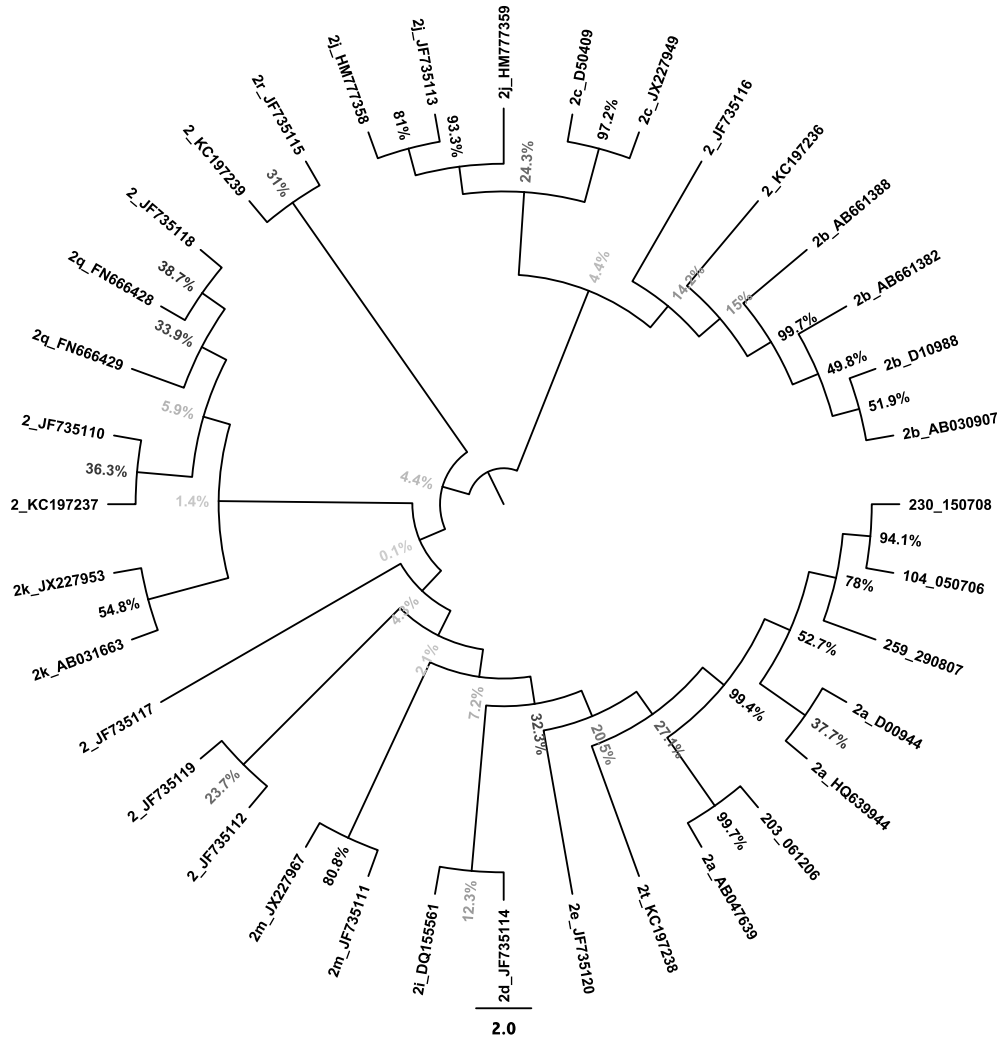 2j_HM777359
2j_JF735113
2j_HM777358
2c_D50409
2c_JX227949
2r_JF735115
2_KC197239
2_JF735116
2_KC197236
2_JF735118
2q_FN666428
2q_FN666429
2_JF735110
2_KC197237
2k_JX227953
2k_AB031663
2_JF735117
2_JF735119
2_JF735112
2m_JX227967
2m_JF735111
2i_DQ155561
2d_JF735114
2e_JF735120
2t_KC197238
2a_AB047639
203_061206
2a_HQ639944
2a_D00944
259_290807
104_050706
230_150708
2b_AB030907
2b_D10988
2b_AB661382
2b_AB661388
81%
93.3%
24.3%
97.2%
31%
4.4%
14.2%
15%
99.7%
49.8%
51.9%
38.7%
33.9%
5.9%
36.3%
1.4%
54.8%
4.4%
0.1%
4.3%
2.1%
23.7%
80.8%
7.2%
12.3%
32.3%
20.5%
27.1%
99.7%
99.4%
37.7%
52.7%
78%
94.1%
2.0